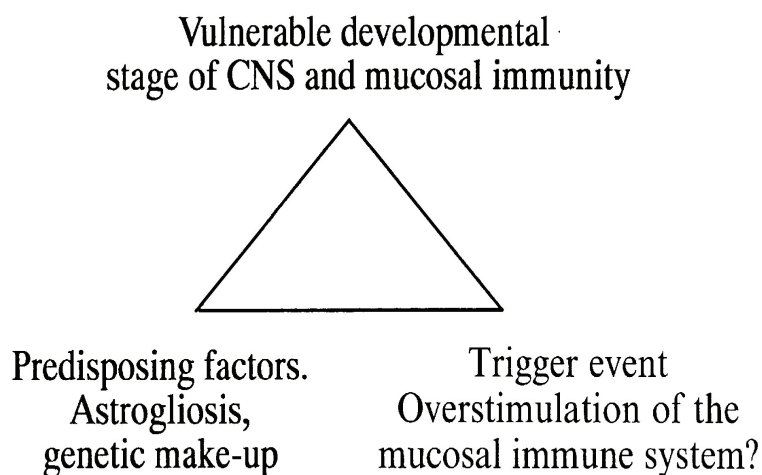 Vulnerable developmental
stage of CNS and mucosal immunity
Predisposing factors.
Astrogliosis,
genetic make-up
Trigger event
Overstimulation of the
mucosal immune system?